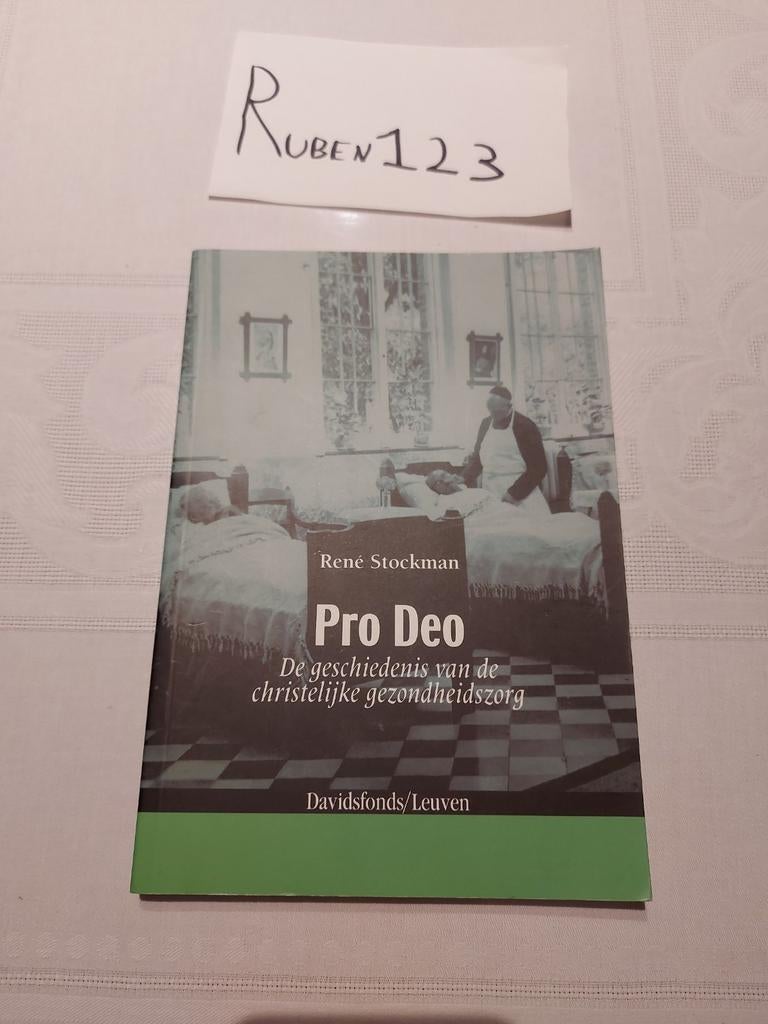 Ruben123
René Stockman
Pro Deo
De geschiedenis van de
christelijke gezondheidszorg
Davidsfonds/Leuven